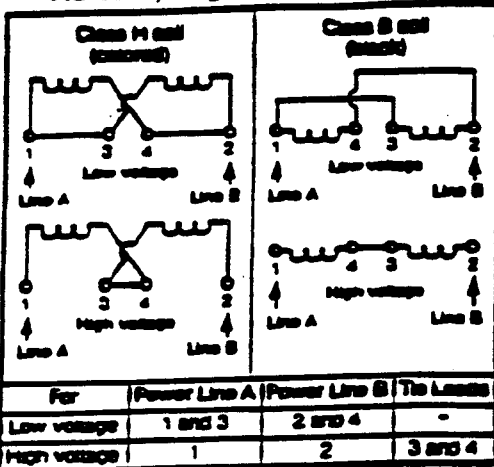 Class H coil
(colored)
1 3 4 2
Low voltage
Line A Line B
1 3 4 2
High voltage
Line A Line B
Class B coil
(black)
1 4 3 2
Low voltage
Line A Line B
1 4 3 2
High voltage
Line A Line B
For Power Line A Power Line B Tie Leads
Low voltage 1 and 3 2 and 4 -
High voltage 1 2 3 and 4